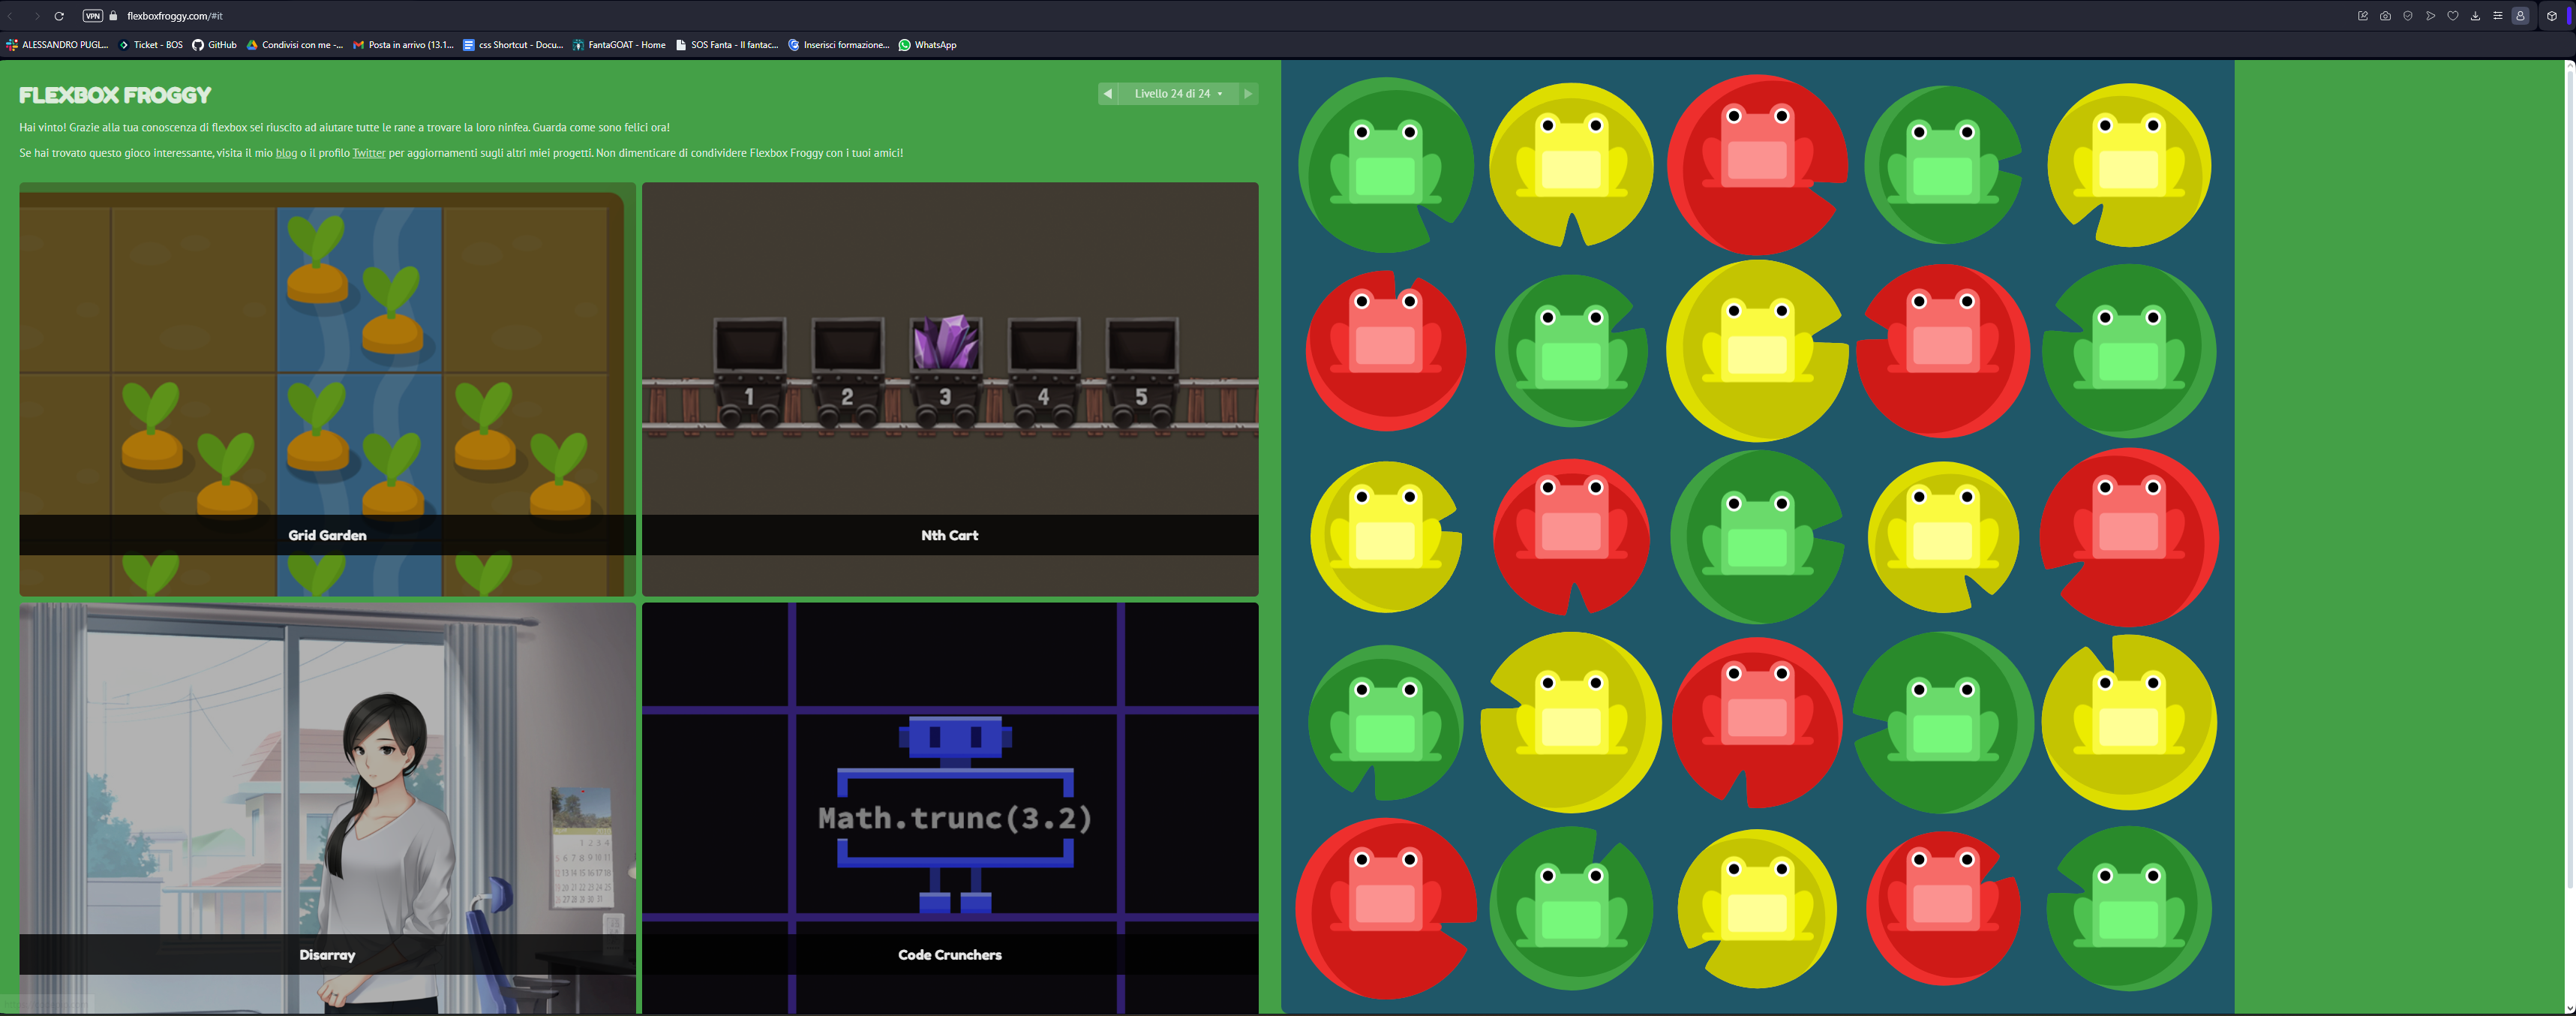 VPN flexboxfroggy.com/#it
ALESSANDRO PUGL... Ticket - BOS GitHub Condivisi con me -... Posta in arrivo (13.1... css Shortcut - Docu... FantaGOAT - Home SOS Fanta - Il fantac... Inserisci formazione... WhatsApp
FLEXBOX FROGGY
Livello 24 di 24
Hai vinto! Grazie alla tua conoscenza di flexbox sei riuscito ad aiutare tutte le rane a trovare la loro ninfea. Guarda come sono felici ora!
Se hai trovato questo gioco interessante, visita il mio blog o il profilo Twitter per aggiornamenti sugli altri miei progetti. Non dimenticare di condividere Flexbox Froggy con i tuoi amici!
1 2 3 4 5
Grid Garden
Nth Cart
Math.trunc(3.2)
Disarray
Code Crunchers